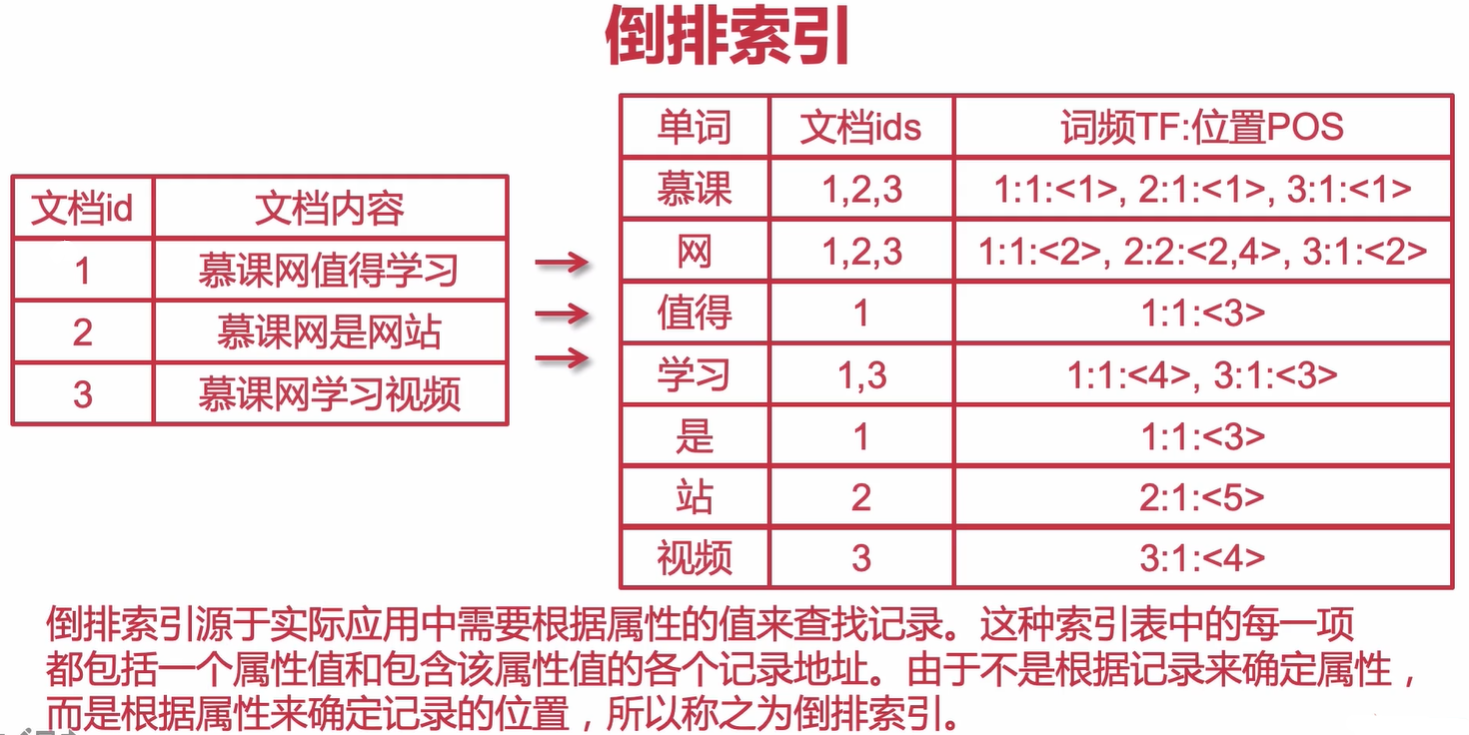 倒排索引
文档id 文档内容
1 慕课网值得学习
2 慕课网是网站
3 慕课网学习视频
单词 文档ids 词频TF:位置POS
慕课 1,2,3 1:1:<1>, 2:1:<1>, 3:1:<1>
网 1,2,3 1:1:<2>, 2:2:<2,4>, 3:1:<2>
值得 1 1:1:<3>
学习 1,3 1:1:<4>, 3:1:<3>
是 1 1:1:<3>
站 2 2:1:<5>
视频 3 3:1:<4>
倒排索引源于实际应用中需要根据属性的值来查找记录。这种索引表中的每一项
都包括一个属性值和包含该属性值的各个记录地址。由于不是根据记录来确定属性，
而是根据属性来确定记录的位置，所以称之为倒排索引。